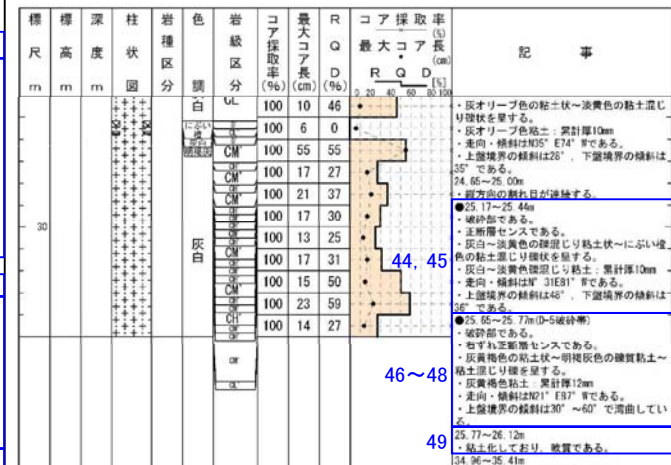 標尺 m
標高 m
深度 m
柱状図
岩種区分
色調
岩級区分
コア採取率(%)
最大コア長(cm)
RQD(%)
コア採取率(%)
最大コア長(cm)
RQD[%]
0 20 40 60 80 100
記事
白
100 10 46
にぶい橙
100 6 0
CM' 100 55 55
100 17 27
CM' 100 21 37
100 17 30
30
100 13 25
灰白
100 17 31
100 15 50
CM'
100 23 59
CH'
100 14 27
44, 45
46～48
49
・灰オリーブ色の粘土状～淡黄色の粘土混じ
り礫状を呈する。
・灰オリーブ色粘土：累計厚10mm
・走向・傾斜はN35°E74°Wである。
・上盤境界の傾斜は28°、下盤境界の傾斜は
35°である。
24.65～25.00m
・縦方向の割れ目が連続する。
●25.17～25.44m
・破砕部である。
・正断層センスである。
・灰白～淡黄色の礫混じり粘土状～にぶい橙
色の粘土混じり礫状を呈する。
・灰白～淡黄色礫混じり粘土：累計厚10mm
・走向・傾斜はN°31E81°Wである。
・上盤境界の傾斜は46°、下盤境界の傾斜は
36°である。
●25.65～25.77m(D-5破砕帯)
・破砕部である。
・右ずれ正断層センスである。
・灰黄褐色の粘土状～明褐灰色の礫質粘土～
粘土混じり礫を呈する。
・灰黄褐色粘土：累計厚12mm
・走向・傾斜はN21°E87°Wである。
・上盤境界の傾斜は30°～60°で湾曲してい
る。
25.77～26.12m
・粘土化しており、軟質である。
34.96～35.41m